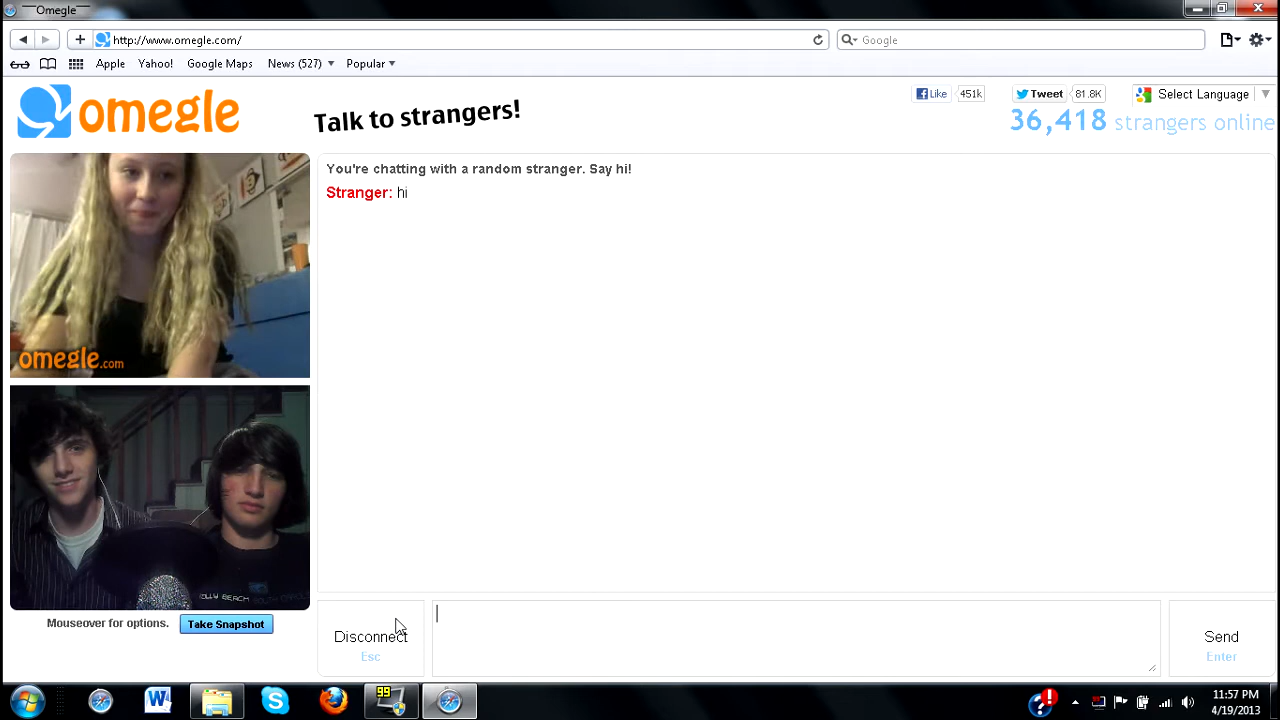 Omegle
http://www.omegle.com/
Google
Apple Yahoo! Google Maps News (527) Popular
omegle
Talk to strangers!
Like 451k Tweet 81.8K Select Language
36,418 strangers online
You're chatting with a random stranger. Say hi!
Stranger: hi
omegle.com
Mouseover for options. Take Snapshot
Disconnect
Esc
Send
Enter
99
11:57 PM
4/19/2013